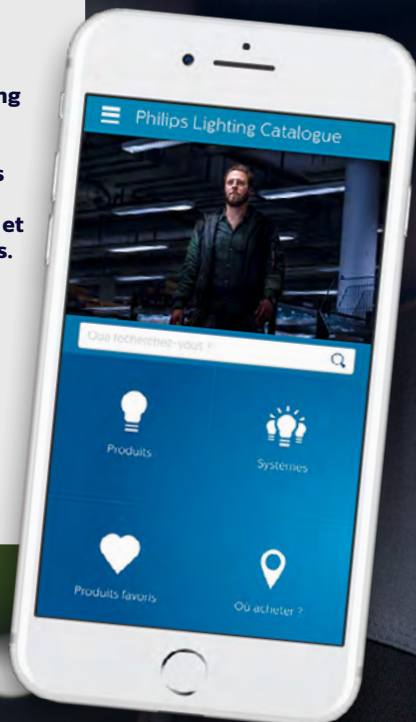 ng
s
et
s.
Philips Lighting Catalogue
Que recherchez-vous ?
Produits
Systèmes
Produits favoris
Où acheter ?